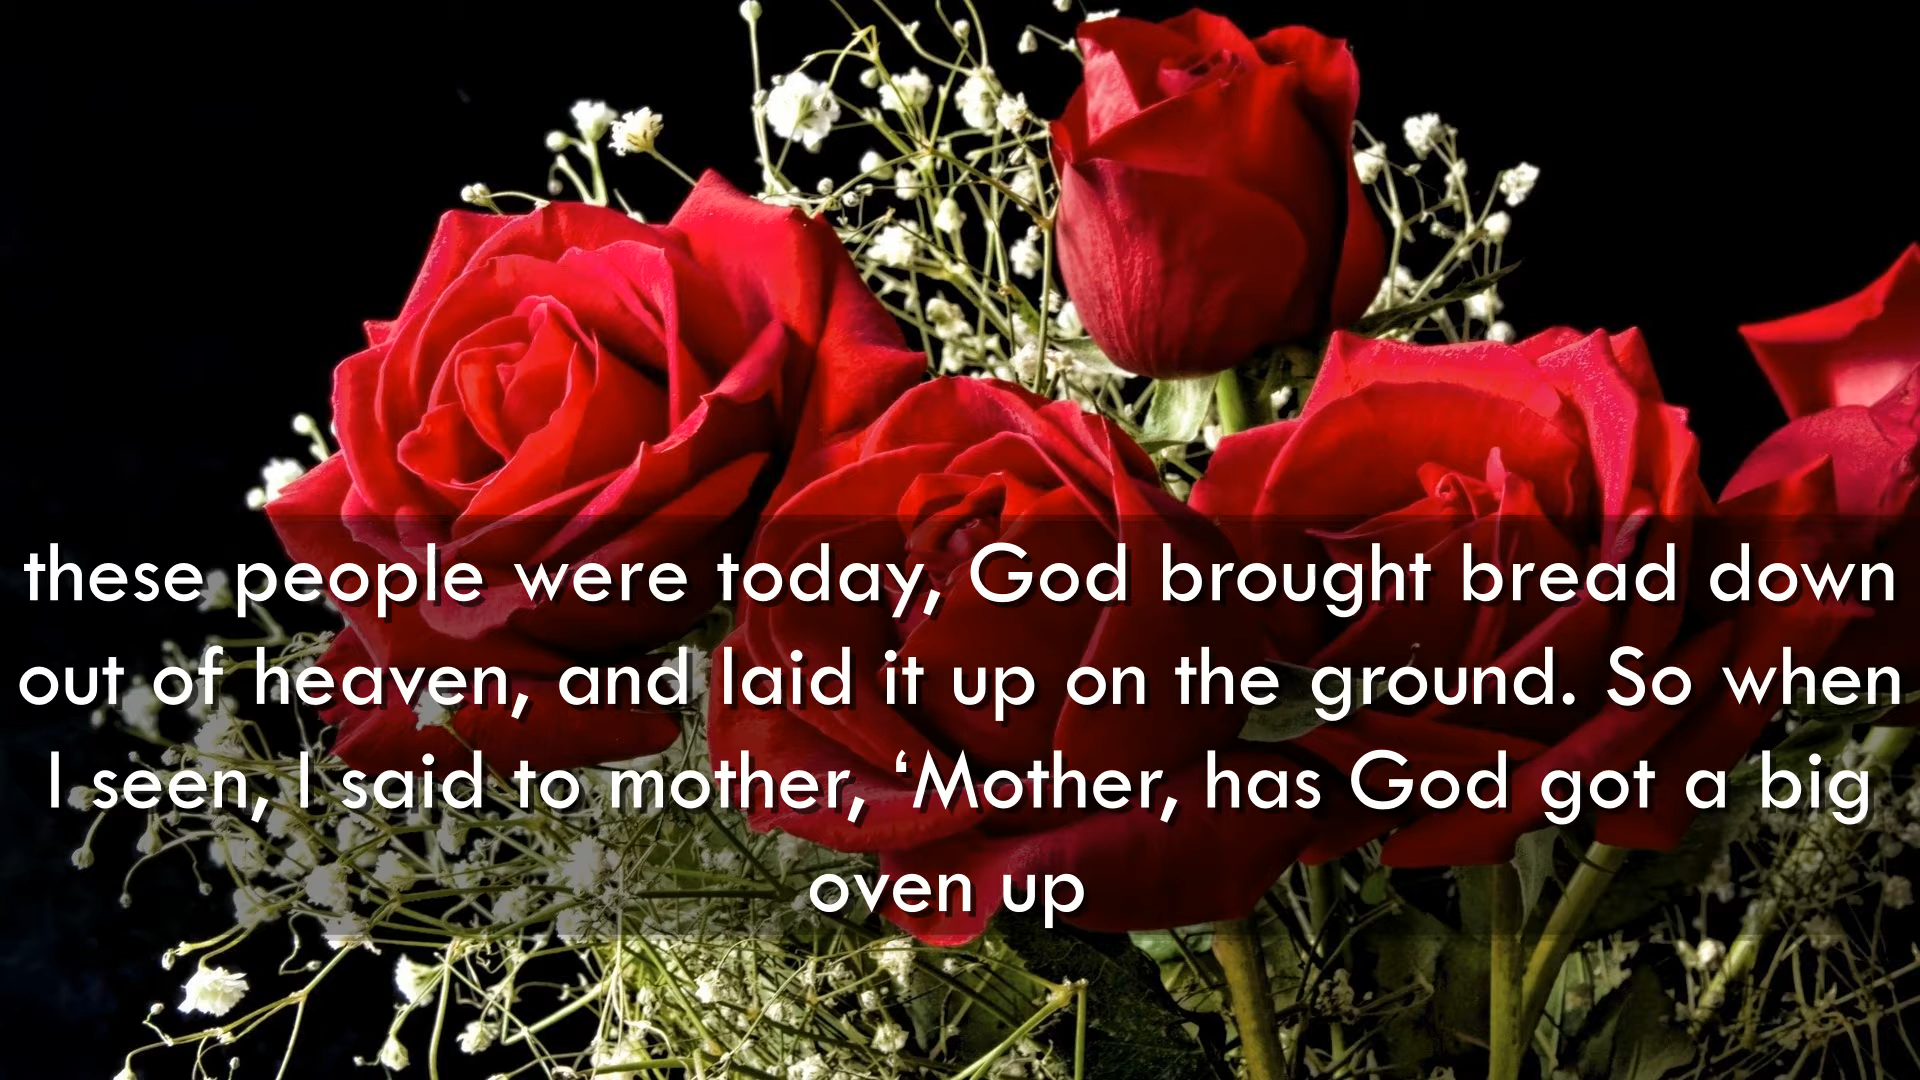 these people were today, God brought bread down
out of heaven, and laid it up on the ground. So when
I seen, I said to mother, ‘Mother, has God got a big
oven up